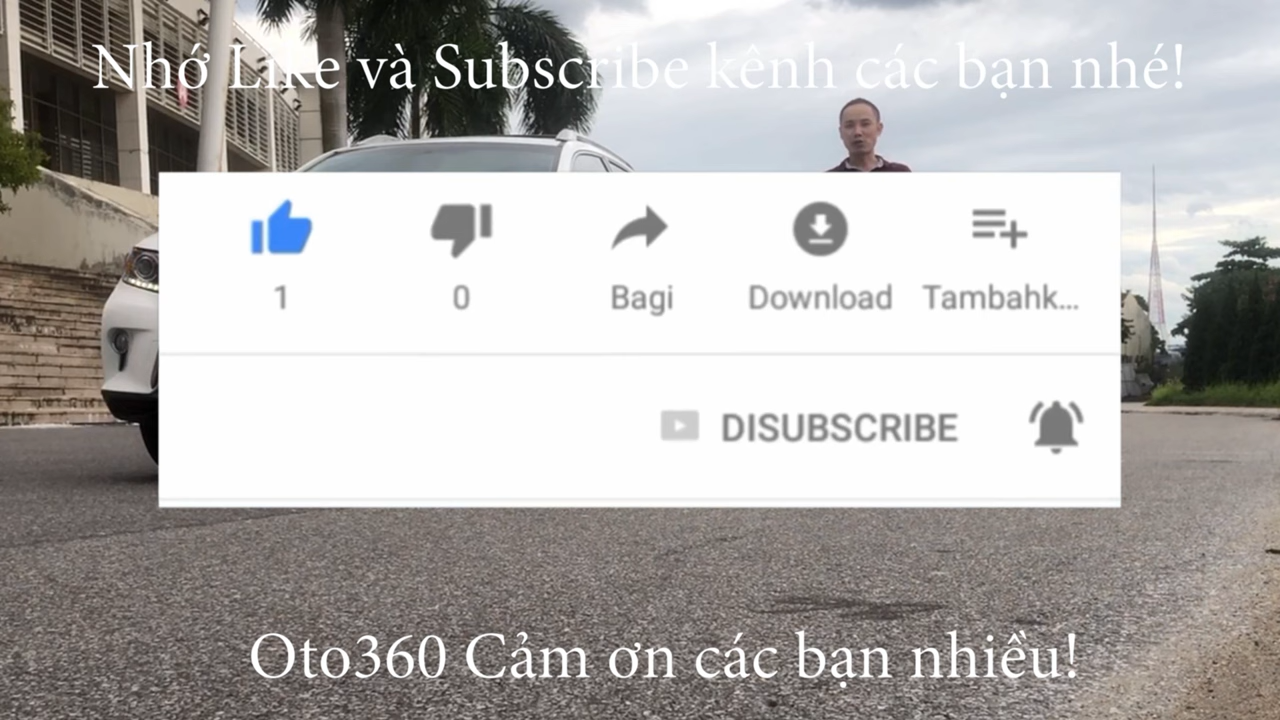 Nhớ Like và Subscribe kênh các bạn nhé!
1
0
Bagi
Download
Tambahk...
DISUBSCRIBE
Oto360 Cảm ơn các bạn nhiều!